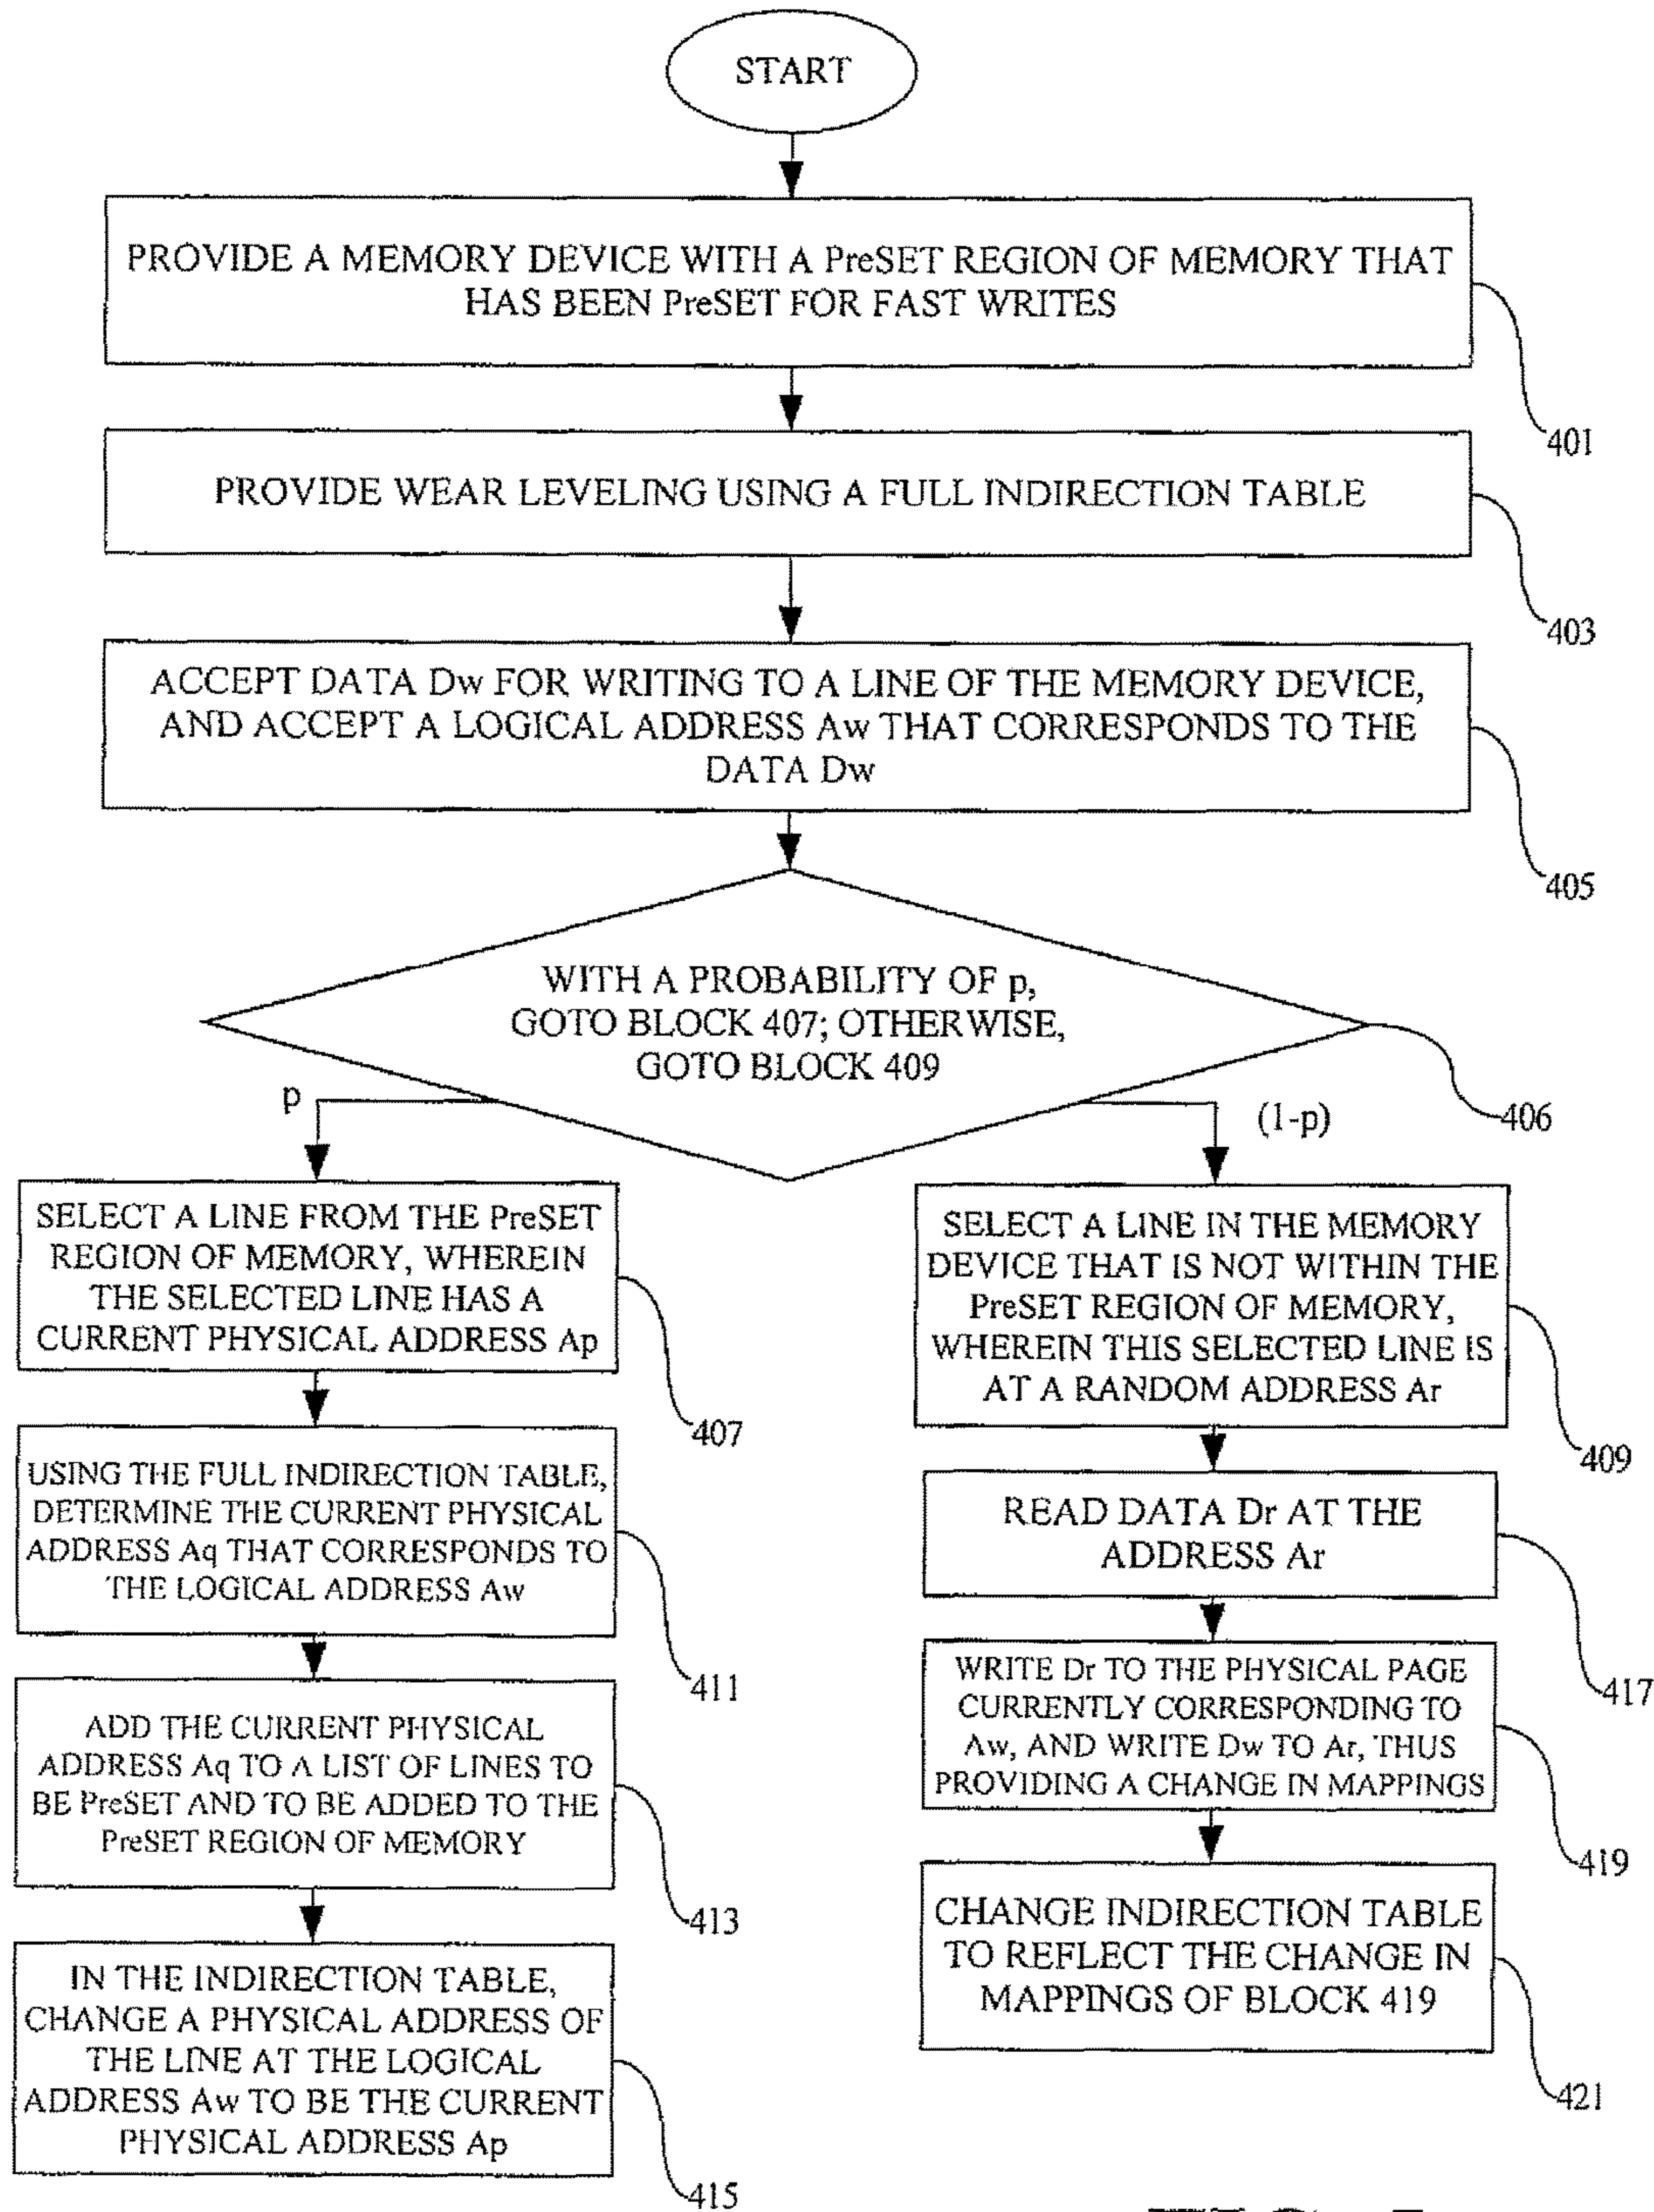 START
PROVIDE A MEMORY DEVICE WITH A PreSET REGION OF MEMORY THAT
HAS BEEN PreSET FOR FAST WRITES
401
PROVIDE WEAR LEVELING USING A FULL INDIRECTION TABLE
403
ACCEPT DATA Dw FOR WRITING TO A LINE OF THE MEMORY DEVICE,
AND ACCEPT A LOGICAL ADDRESS Aw THAT CORRESPONDS TO THE
DATA Dw
405
WITH A PROBABILITY OF p,
GOTO BLOCK 407; OTHERWISE,
GOTO BLOCK 409
406
p
(1-p)
SELECT A LINE FROM THE PreSET
REGION OF MEMORY, WHEREIN
THE SELECTED LINE HAS A
CURRENT PHYSICAL ADDRESS Ap
407
USING THE FULL INDIRECTION TABLE,
DETERMINE THE CURRENT PHYSICAL
ADDRESS Aq THAT CORRESPONDS TO
THE LOGICAL ADDRESS Aw
411
ADD THE CURRENT PHYSICAL
ADDRESS Aq TO A LIST OF LINES TO
BE PreSET AND TO BE ADDED TO THE
PreSET REGION OF MEMORY
413
IN THE INDIRECTION TABLE,
CHANGE A PHYSICAL ADDRESS OF
THE LINE AT THE LOGICAL
ADDRESS Aw TO BE THE CURRENT
PHYSICAL ADDRESS Ap
415
SELECT A LINE IN THE MEMORY
DEVICE THAT IS NOT WITHIN THE
PreSET REGION OF MEMORY,
WHEREIN THIS SELECTED LINE IS
AT A RANDOM ADDRESS Ar
409
READ DATA Dr AT THE
ADDRESS Ar
417
WRITE Dr TO THE PHYSICAL PAGE
CURRENTLY CORRESPONDING TO
Aw, AND WRITE Dw TO Ar, THUS
PROVIDING A CHANGE IN MAPPINGS
419
CHANGE INDIRECTION TABLE
TO REFLECT THE CHANGE IN
MAPPINGS OF BLOCK 419
421